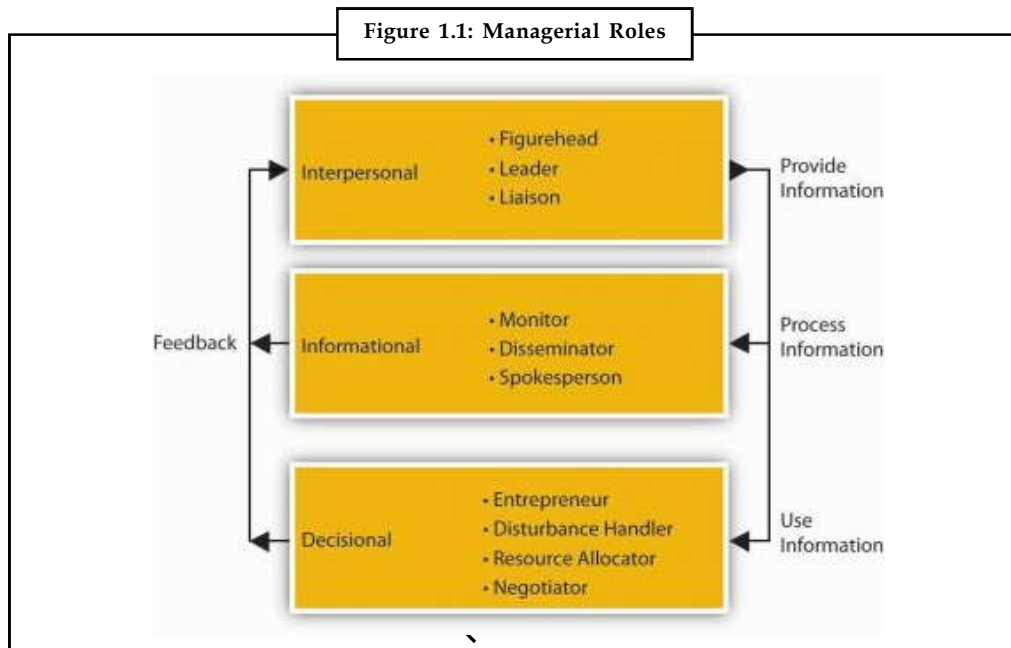 Figure 1.1: Managerial Roles
Interpersonal
• Figurehead
• Leader
• Liaison
Provide
Information
Feedback
Informational
• Monitor
• Disseminator
• Spokesperson
Process
Information
Decisional
• Entrepreneur
• Disturbance Handler
• Resource Allocator
• Negotiator
Use
Information